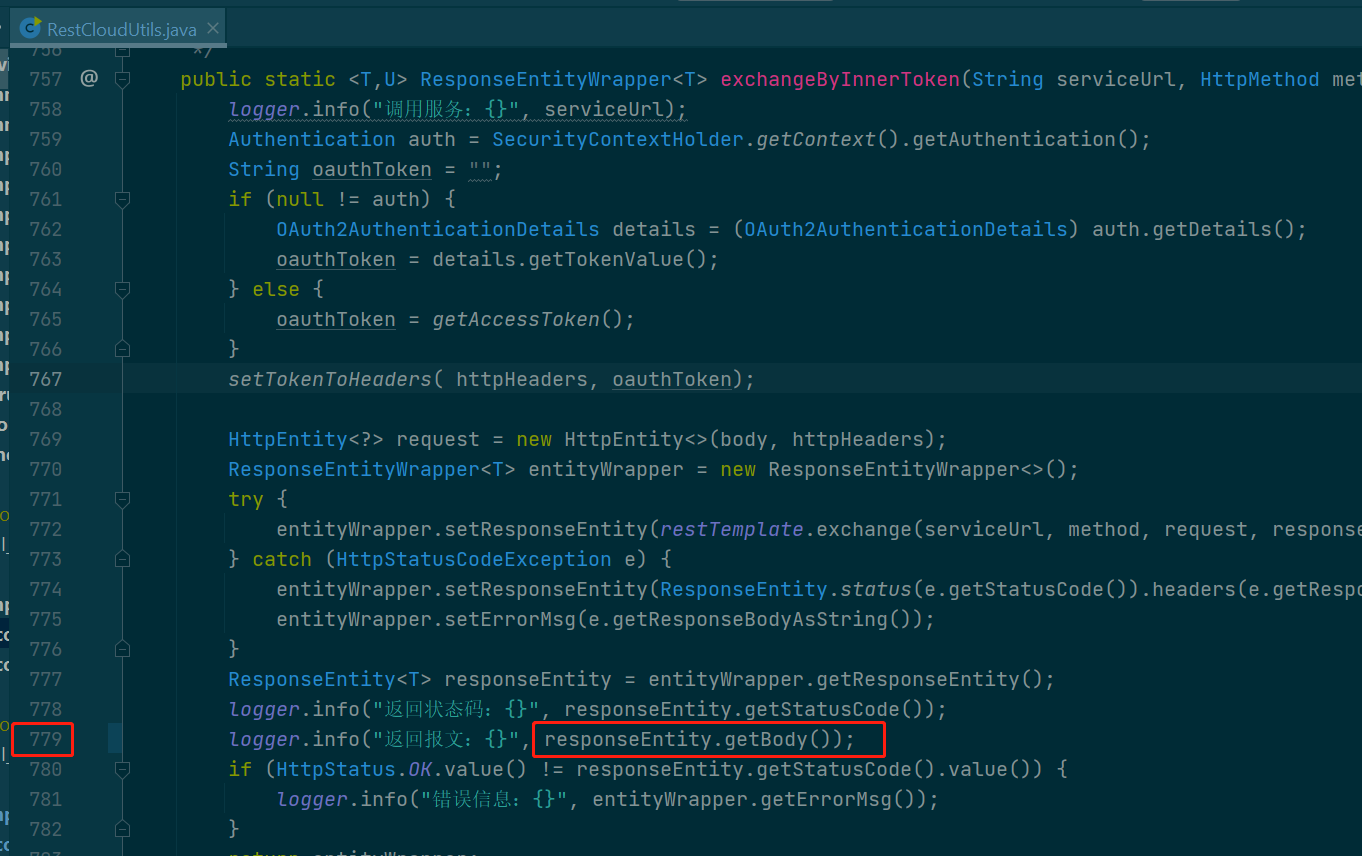 RestCloudUtils.java
756 */
757 @ public static <T,U> ResponseEntityWrapper<T> exchangeByInnerToken(String serviceUrl, HttpMethod met
758 logger.info("调用服务: {}", serviceUrl);
759 Authentication auth = SecurityContextHolder.getContext().getAuthentication();
760 String oauthToken = "";
761 if (null != auth) {
762 OAuth2AuthenticationDetails details = (OAuth2AuthenticationDetails) auth.getDetails();
763 oauthToken = details.getTokenValue();
764 } else {
765 oauthToken = getAccessToken();
766 }
767 setTokenToHeaders( httpHeaders, oauthToken);
768
769 HttpEntity<?> request = new HttpEntity<>(body, httpHeaders);
770 ResponseEntityWrapper<T> entityWrapper = new ResponseEntityWrapper<>();
771 try {
772 entityWrapper.setResponseEntity(restTemplate.exchange(serviceUrl, method, request, response
773 } catch (HttpStatusCodeException e) {
774 entityWrapper.setResponseEntity(ResponseEntity.status(e.getStatusCode()).headers(e.getRespo
775 entityWrapper.setErrorMsg(e.getResponseBodyAsString());
776 }
777 ResponseEntity<T> responseEntity = entityWrapper.getResponseEntity();
778 logger.info("返回状态码: {}", responseEntity.getStatusCode());
779 logger.info("返回报文: {}", responseEntity.getBody());
780 if (HttpStatus.OK.value() != responseEntity.getStatusCode().value()) {
781 logger.info("错误信息: {}", entityWrapper.getErrorMsg());
782 }
783 return entityWrapper;